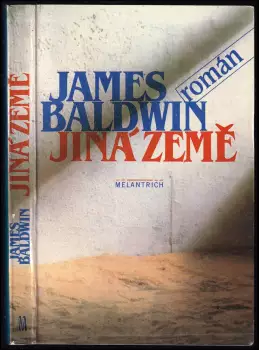 JAMES
BALDWIN
JINÁ ZEMĚ
román
MELANTRICH
JINÁ ZEMĚ
JAMES
BALDWIN
M